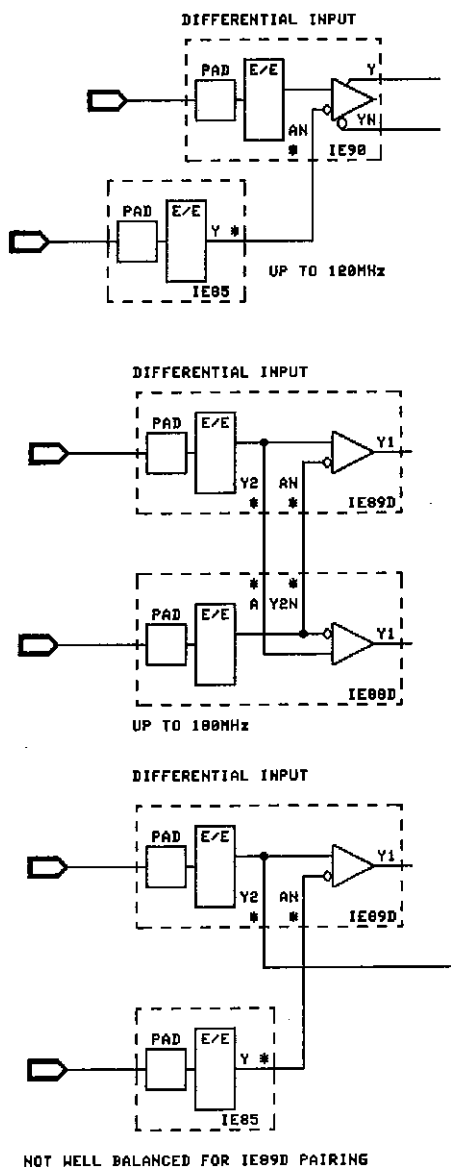 DIFFERENTIAL INPUT
PAD
E/E
Y
YN
AN
*
IE90
PAD
E/E
Y *
IE85
UP TO 120MHz
DIFFERENTIAL INPUT
PAD
E/E
Y1
Y2 AN
* *
IE89D
* *
A Y2N
PAD
E/E
Y1
IE88D
UP TO 180MHz
DIFFERENTIAL INPUT
PAD
E/E
Y1
Y2 AN
* *
IE89D
PAD
E/E
Y *
IE85
NOT WELL BALANCED FOR IE89D PAIRING